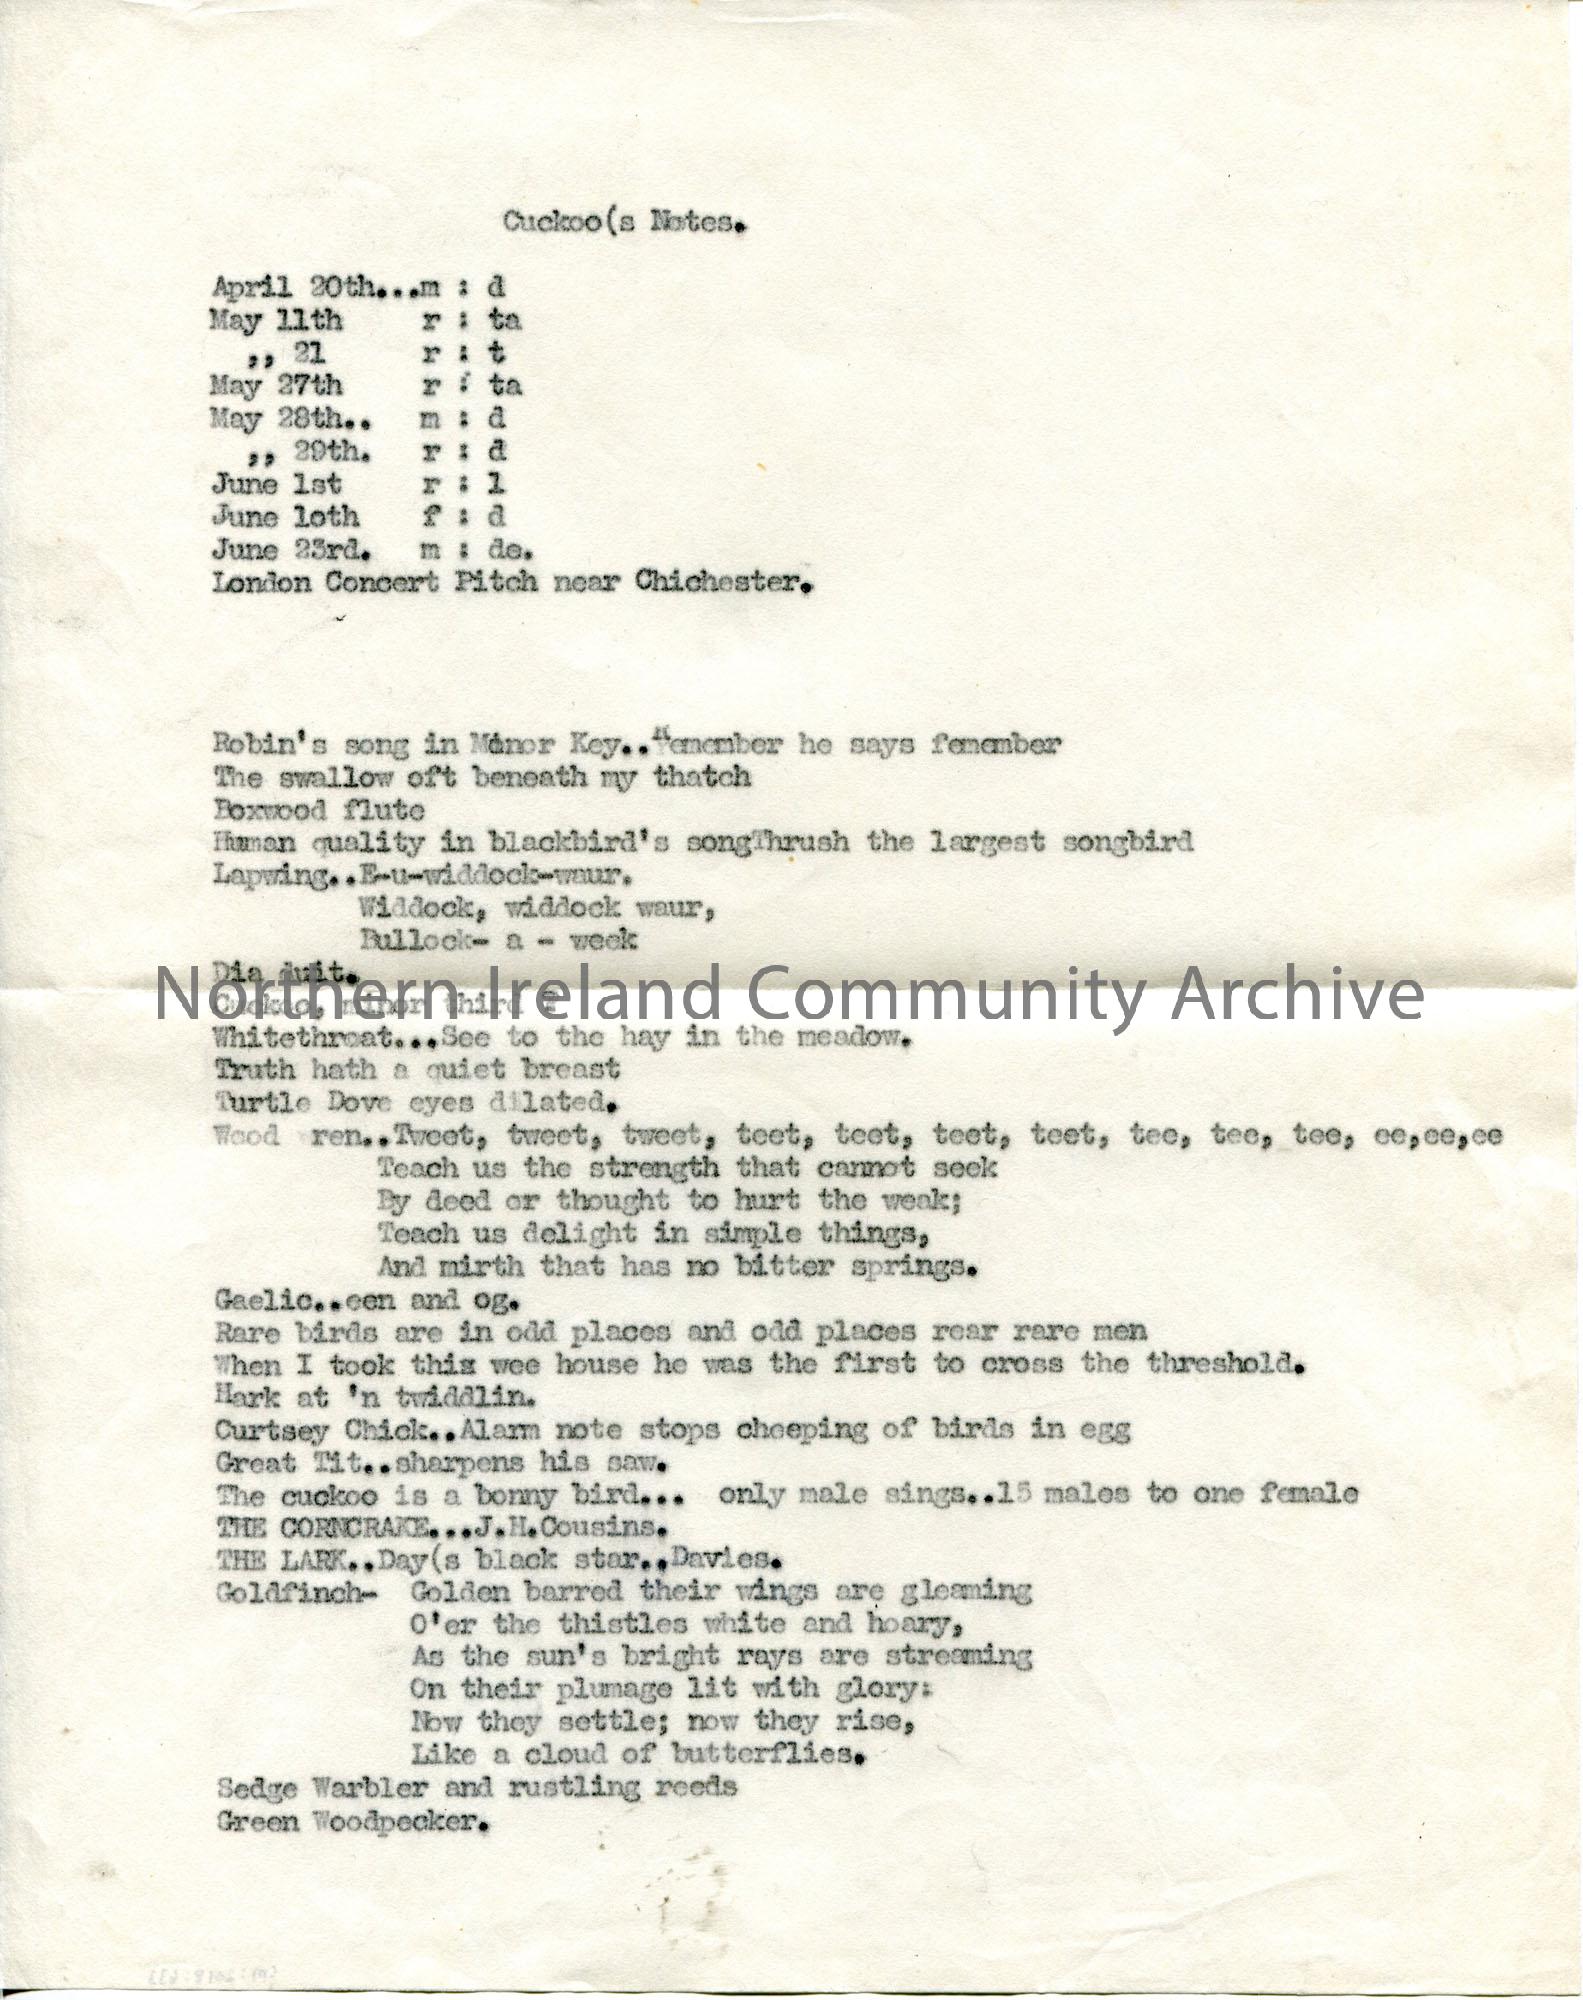 Cuckoo(s Notes.
April 20th...m : d
May 11th r : ta
,, 21 r : t
May 27th r : ta
May 28th.. m : d
,, 29th. r : d
June 1st r : l
June 10th f : d
June 23rd. m : de.
London Concert Pitch near Chichester.
Robin's song in Minor Key.."emember he says femember
The swallow oft beneath my thatch
Boxwood flute
Human quality in blackbird's songThrush the largest songbird
Lapwing..E-u-widdock-waur.
Widdock, widdock waur,
Bullock- a - week
Dia duit.
Northern Ireland Community Archive
Cuckoo, minor third
Whitethroat...See to the hay in the meadow.
Truth hath a quiet breast
Turtle Dove eyes dilated.
Wood ren..Tweet, tweet, tweet, teet, teet, teet, teet, tee, tee, tee, ee,ee,ee
Teach us the strength that cannot seek
By deed or thought to hurt the weak;
Teach us delight in simple things,
And mirth that has no bitter springs.
Gaelic..een and og.
Rare birds are in odd places and odd places rear rare men
When I took this wee house he was the first to cross the threshold.
Hark at 'n twiddlin.
Curtsey Chick..Alarm note stops cheeping of birds in egg
Great Tit..sharpens his saw.
The cuckoo is a bonny bird... only male sings..15 males to one female
THE CORNCRAKE...J.H.Cousins.
THE LARK..Day(s black star..Davies.
Goldfinch- Golden barred their wings are gleaming
O'er the thistles white and hoary,
As the sun's bright rays are streaming
On their plumage lit with glory:
Now they settle; now they rise,
Like a cloud of butterflies.
Sedge Warbler and rustling reeds
Green Woodpecker.